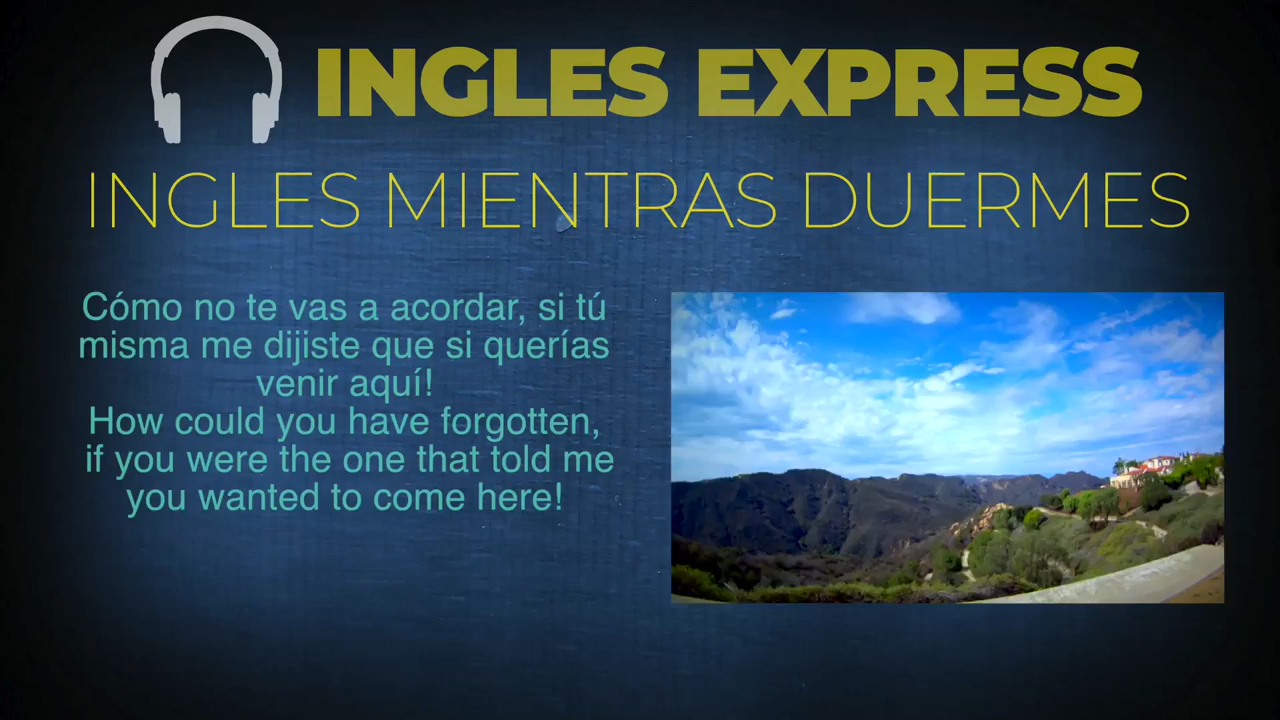 INGLES EXPRESS
INGLES MIENTRAS DUERMES
Cómo no te vas a acordar, si tú
misma me dijiste que si querías
venir aquí!
How could you have forgotten,
if you were the one that told me
you wanted to come here!